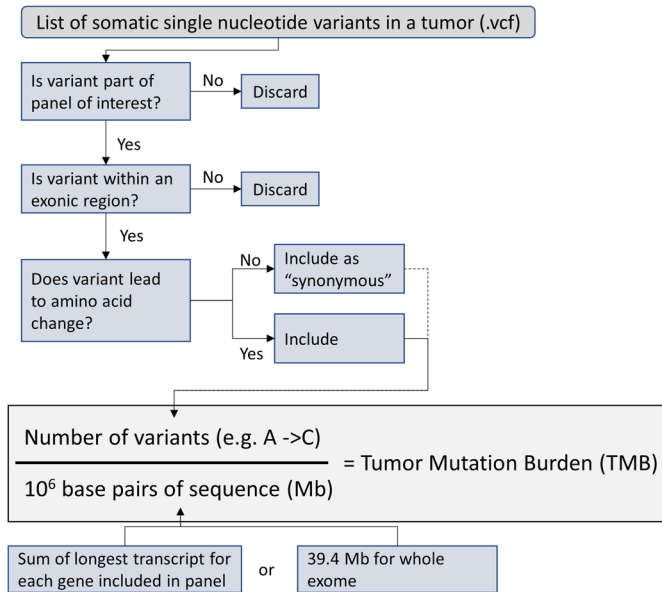 List of somatic single nucleotide variants in a tumor (.vcf)
Is variant part of
panel of interest?
No
Discard
Yes
Is variant within an
exonic region?
No
Discard
Yes
Does variant lead
to amino acid
change?
No
Include as
“synonymous”
Yes
Include
Number of variants (e.g. A ->C)
10⁶ base pairs of sequence (Mb)
= Tumor Mutation Burden (TMB)
Sum of longest transcript for
each gene included in panel
or
39.4 Mb for whole
exome